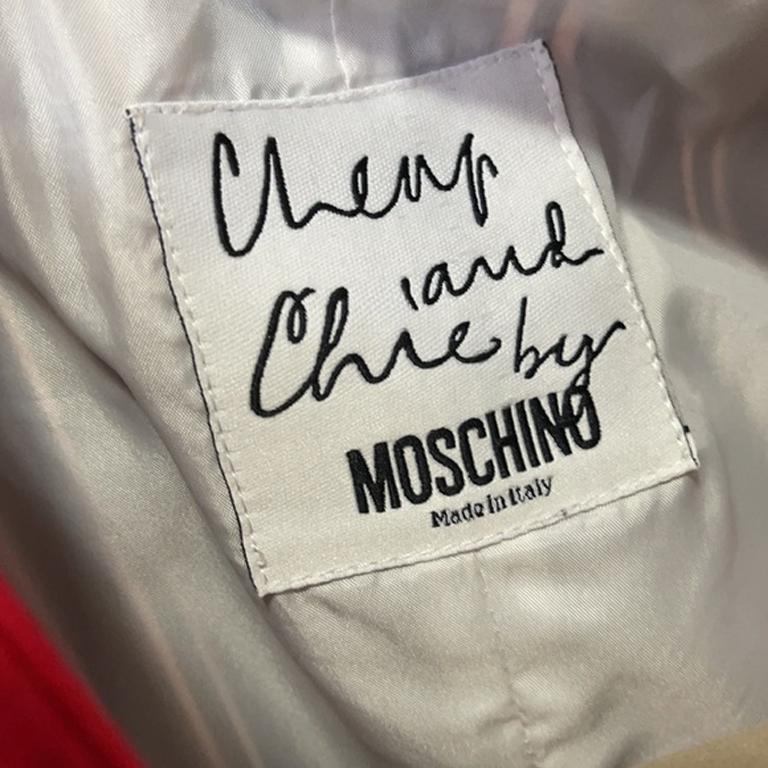 Cheap
and
Chic by
MOSCHINO
Made in Italy